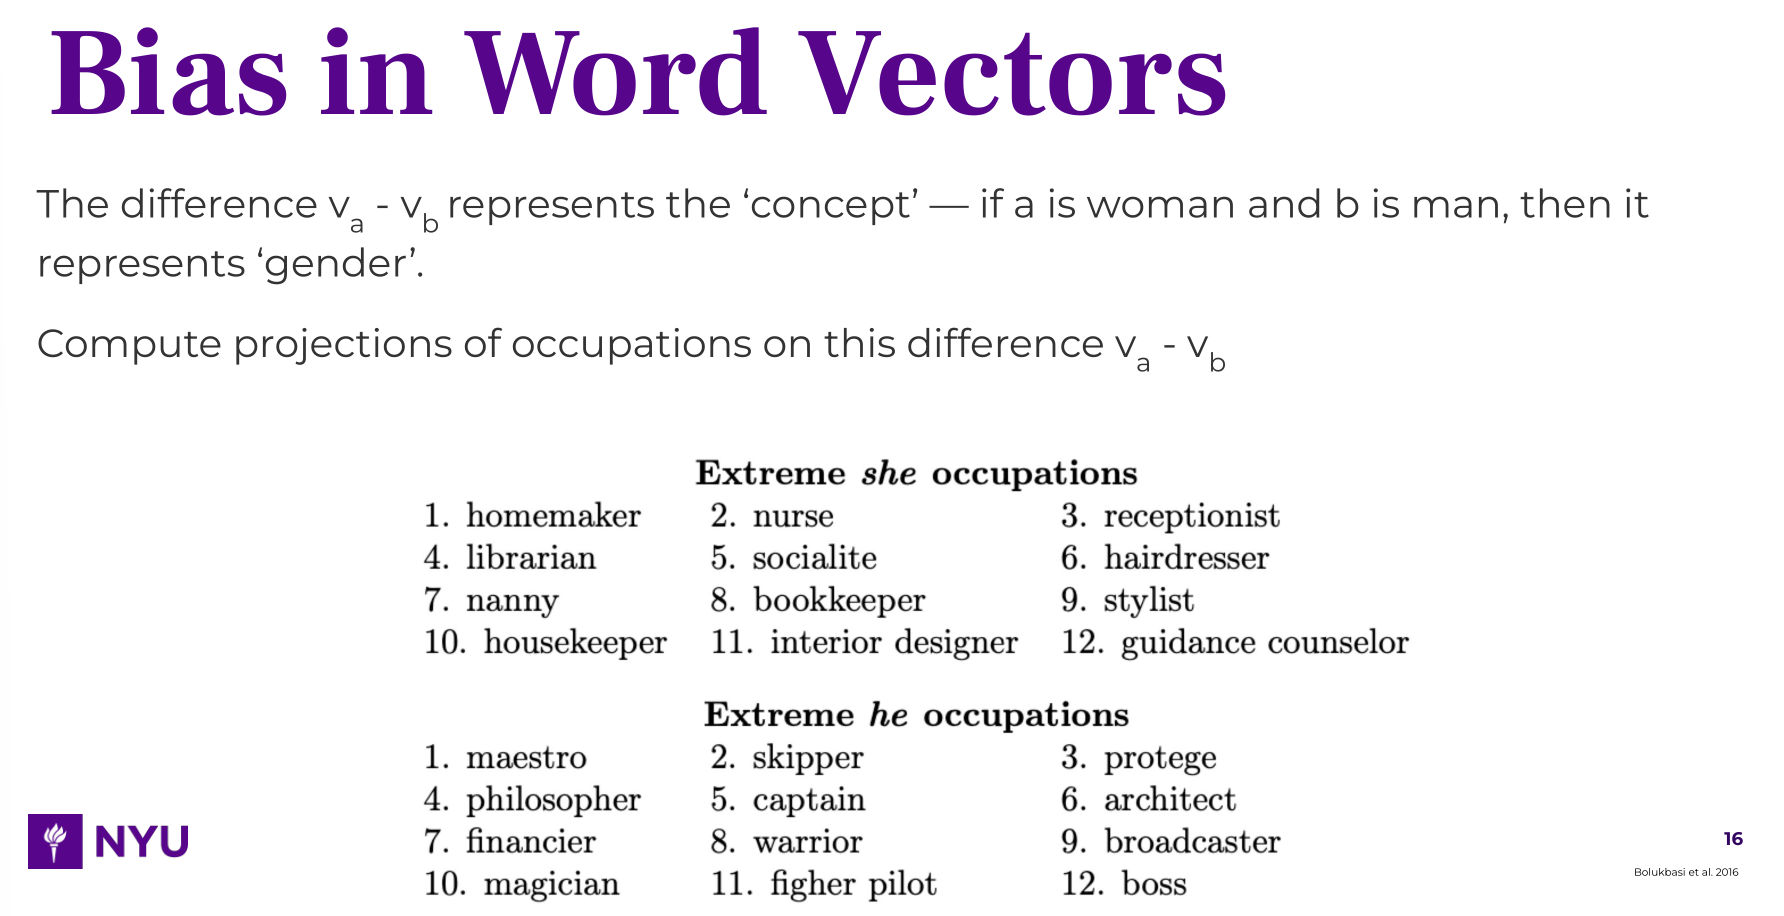 Bias in Word Vectors
The difference va - vb represents the ‘concept’ — if a is woman and b is man, then it
represents ‘gender’.
Compute projections of occupations on this difference va - vb
Extreme she occupations
1. homemaker 2. nurse 3. receptionist
4. librarian 5. socialite 6. hairdresser
7. nanny 8. bookkeeper 9. stylist
10. housekeeper 11. interior designer 12. guidance counselor
Extreme he occupations
1. maestro 2. skipper 3. protege
4. philosopher 5. captain 6. architect
7. financier 8. warrior 9. broadcaster
10. magician 11. figher pilot 12. boss
NYU
16
Bolukbasi et al. 2016